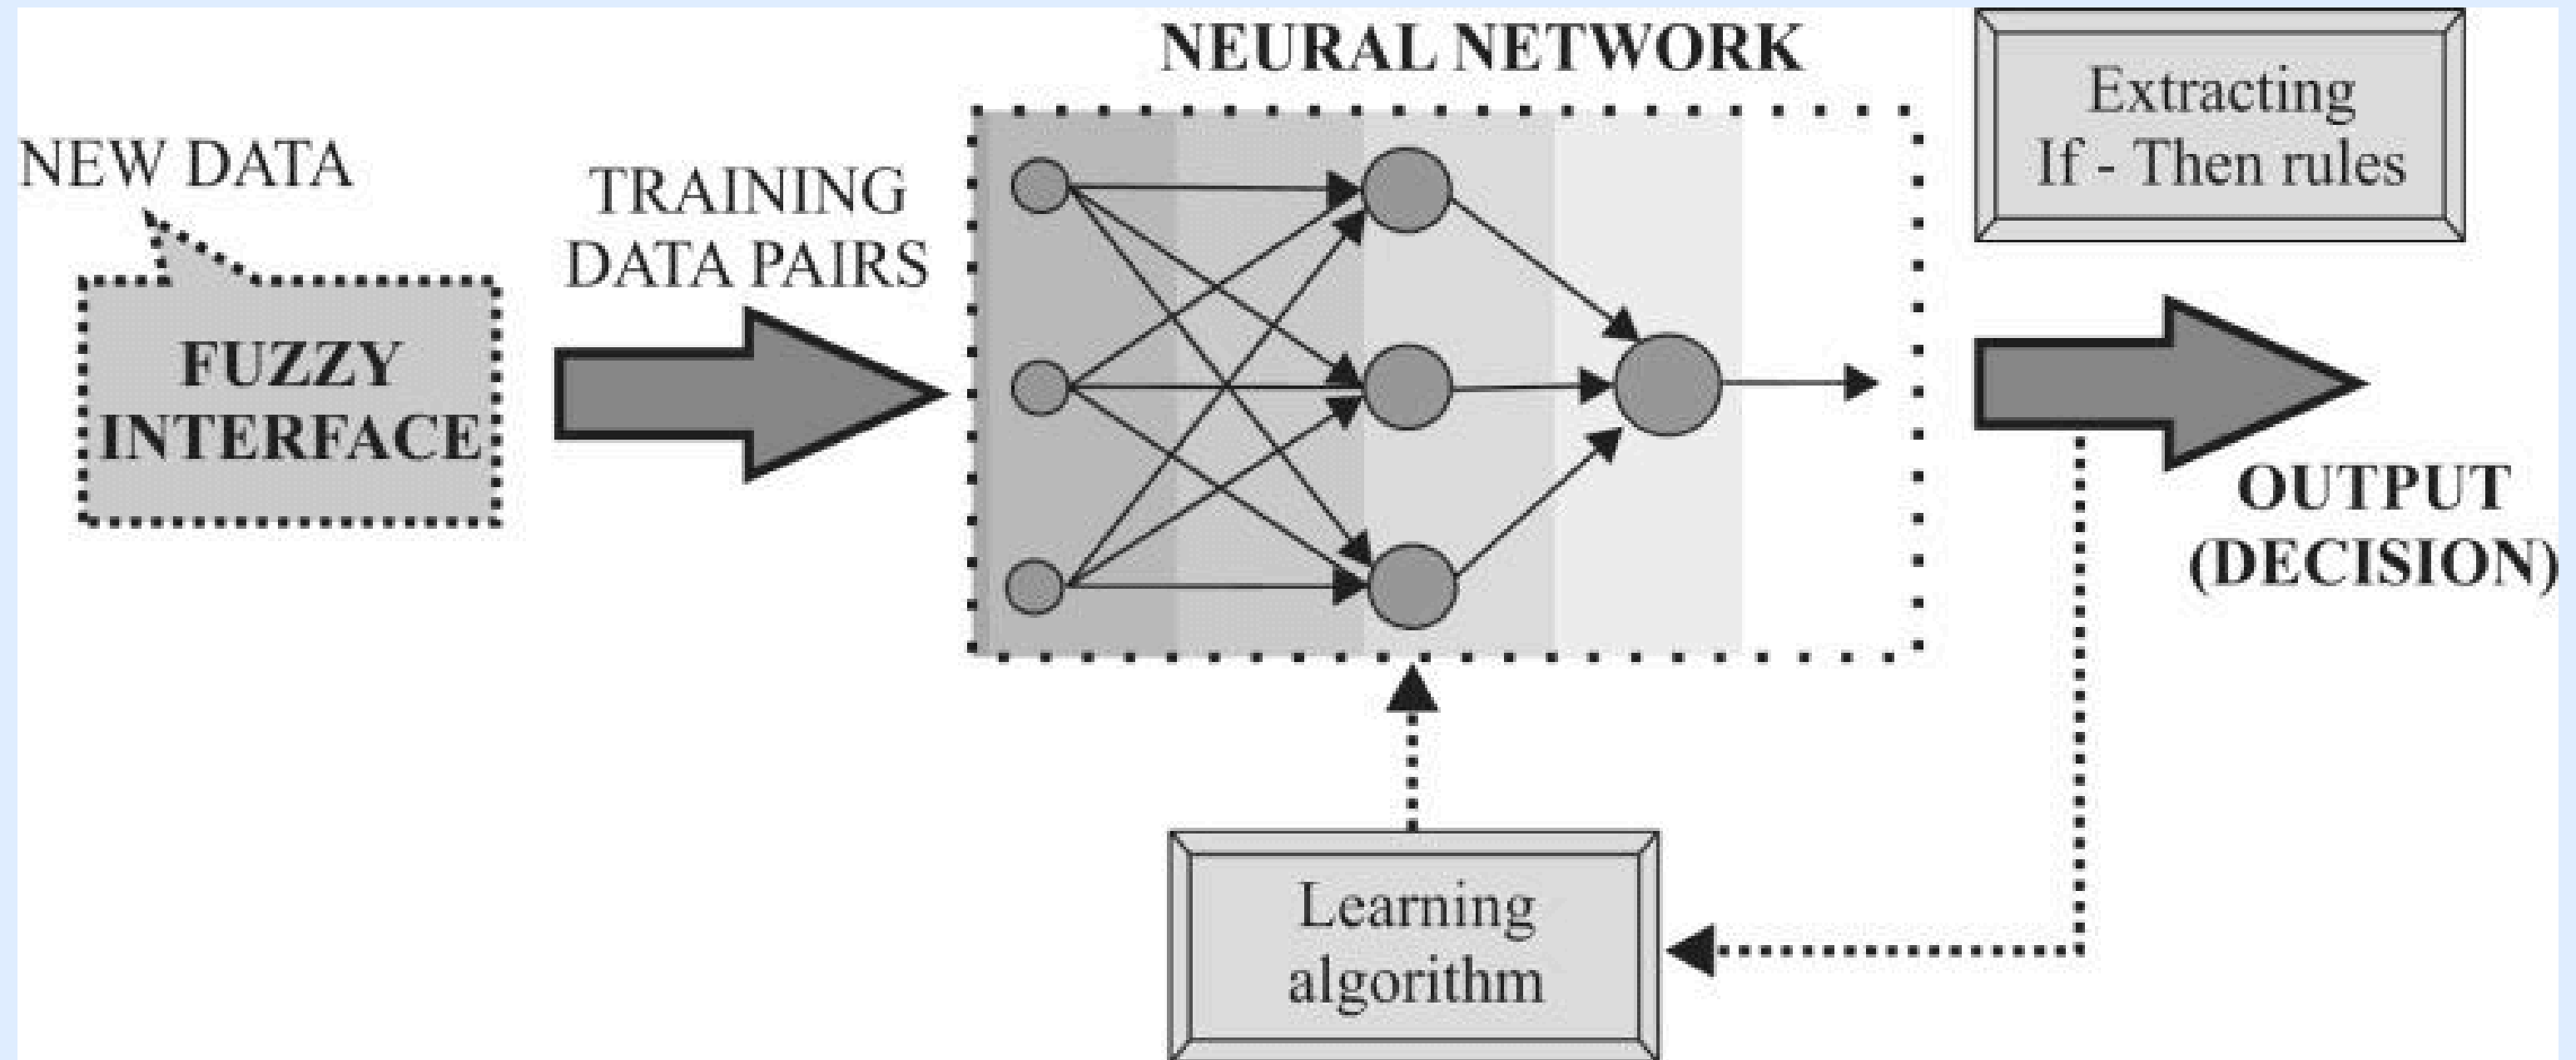 NEURAL NETWORK
Extracting
If - Then rules
NEW DATA
TRAINING
DATA PAIRS
FUZZY
INTERFACE
OUTPUT
(DECISION)
Learning
algorithm